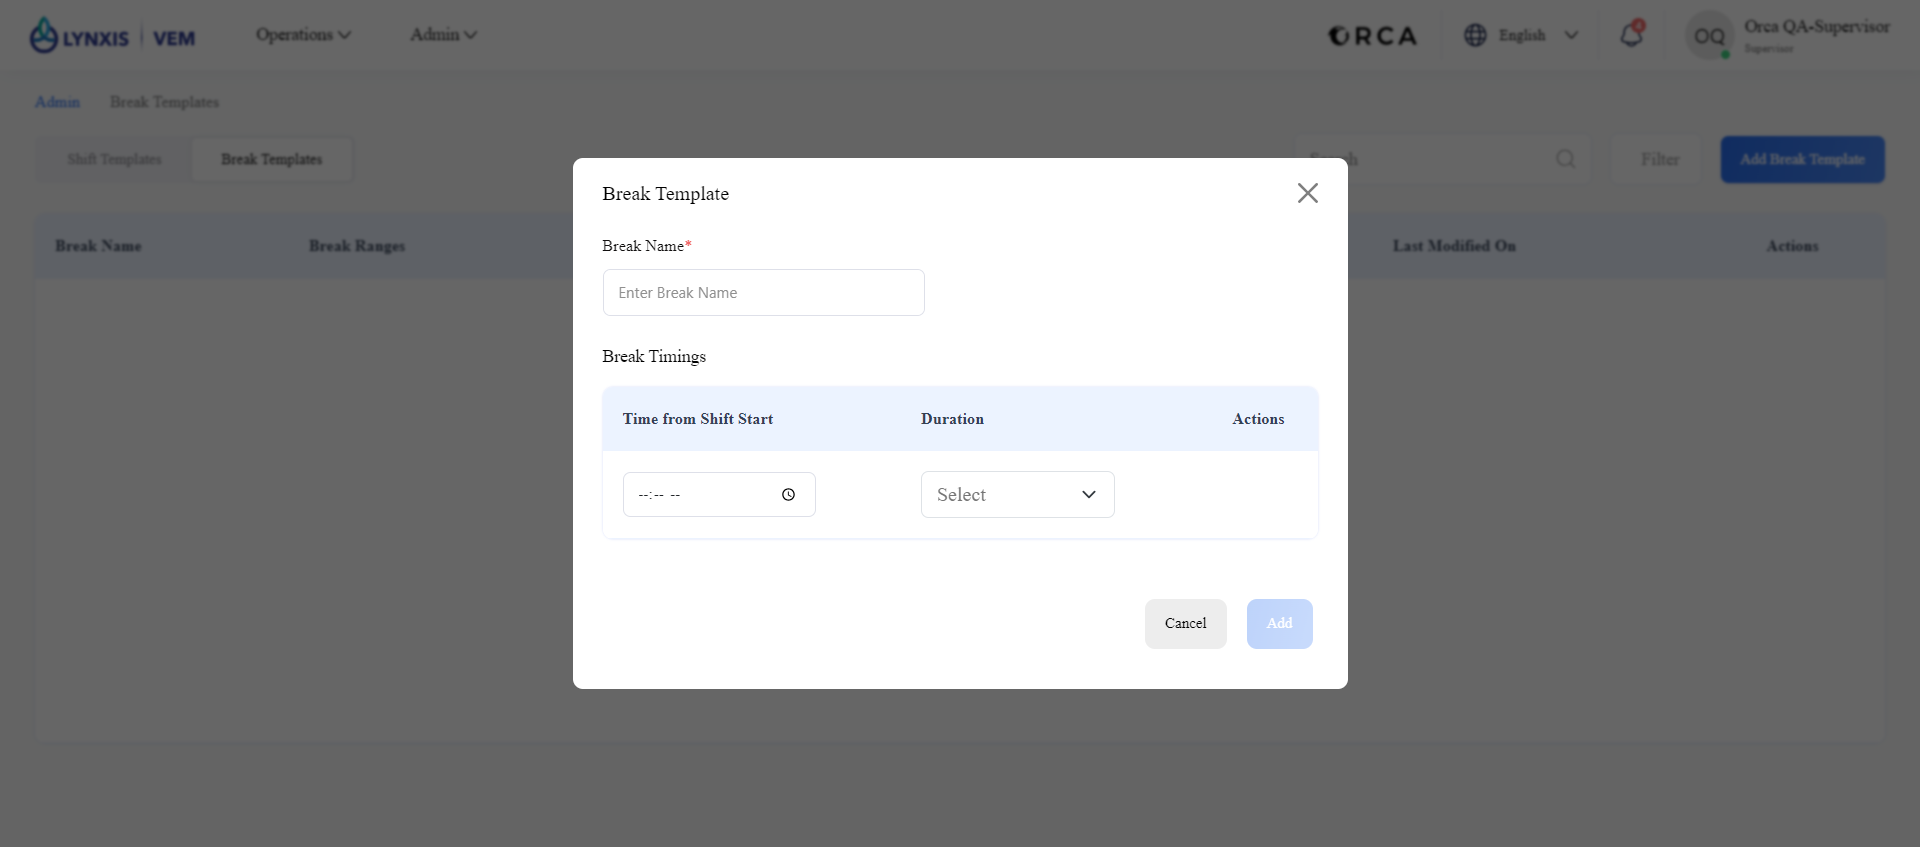 LYNXIS | VEM
Operations
Admin
ORCA
English
4
OQ
Orca QA-Supervisor
Supervisor
Admin
Break Templates
Shift Templates
Break Templates
Search
Filter
Add Break Template
Break Name
Break Ranges
Last Modified On
Actions
Break Template
Break Name*
Enter Break Name
Break Timings
Time from Shift Start
Duration
Actions
--:-- --
Select
Cancel
Add